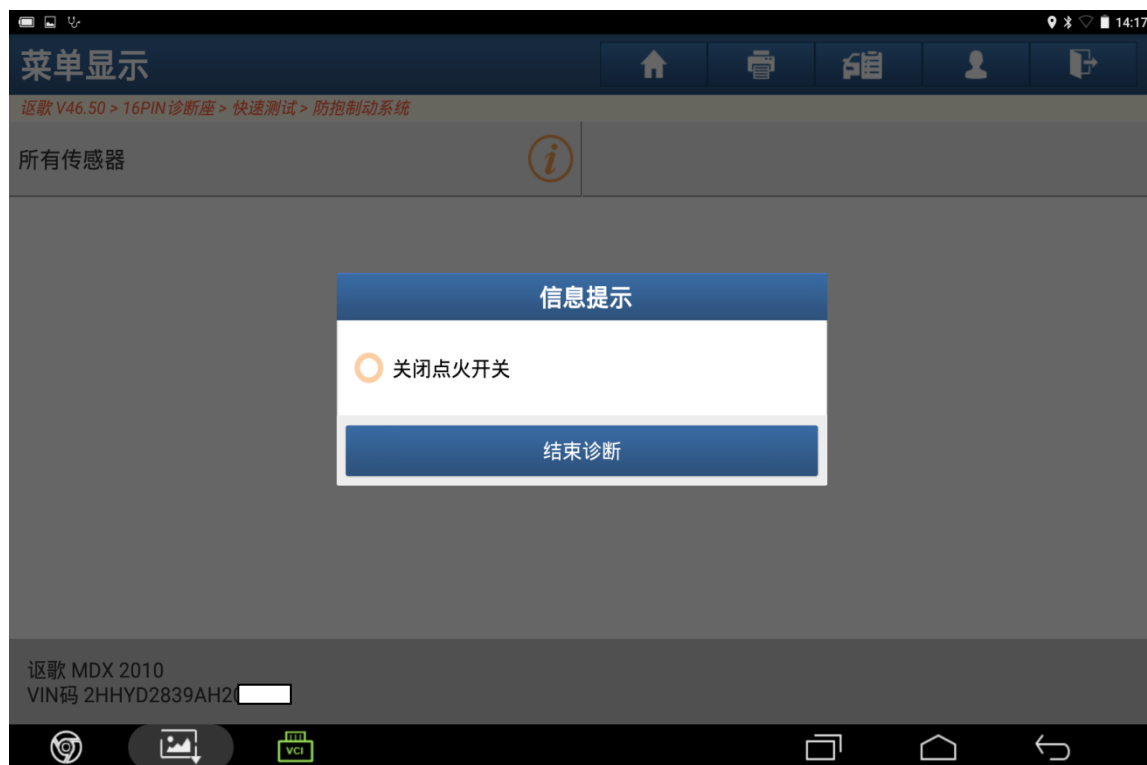 14:17
菜单显示
讴歌 V46.50 > 16PIN诊断座 > 快速测试 > 防抱制动系统
所有传感器
i
信息提示
关闭点火开关
结束诊断
讴歌 MDX 2010
VIN码 2HHYD2839AH20
VCI